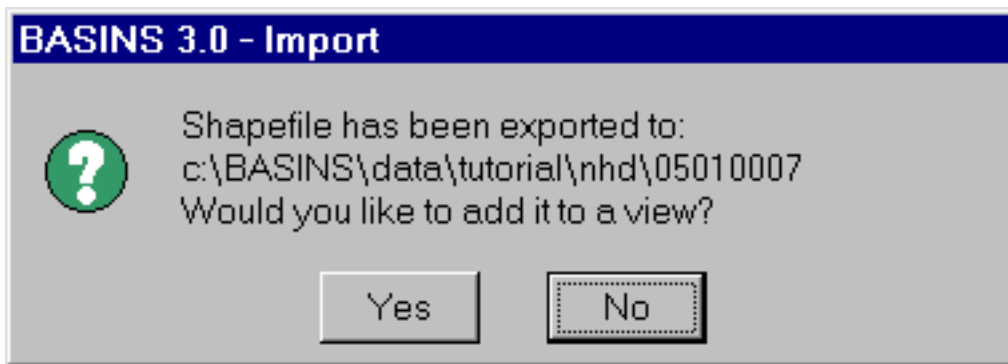 BASINS 3.0 - Import
Shapefile has been exported to:
c:\BASINS\data\tutorial\nhd\05010007
Would you like to add it to a view?
Yes No